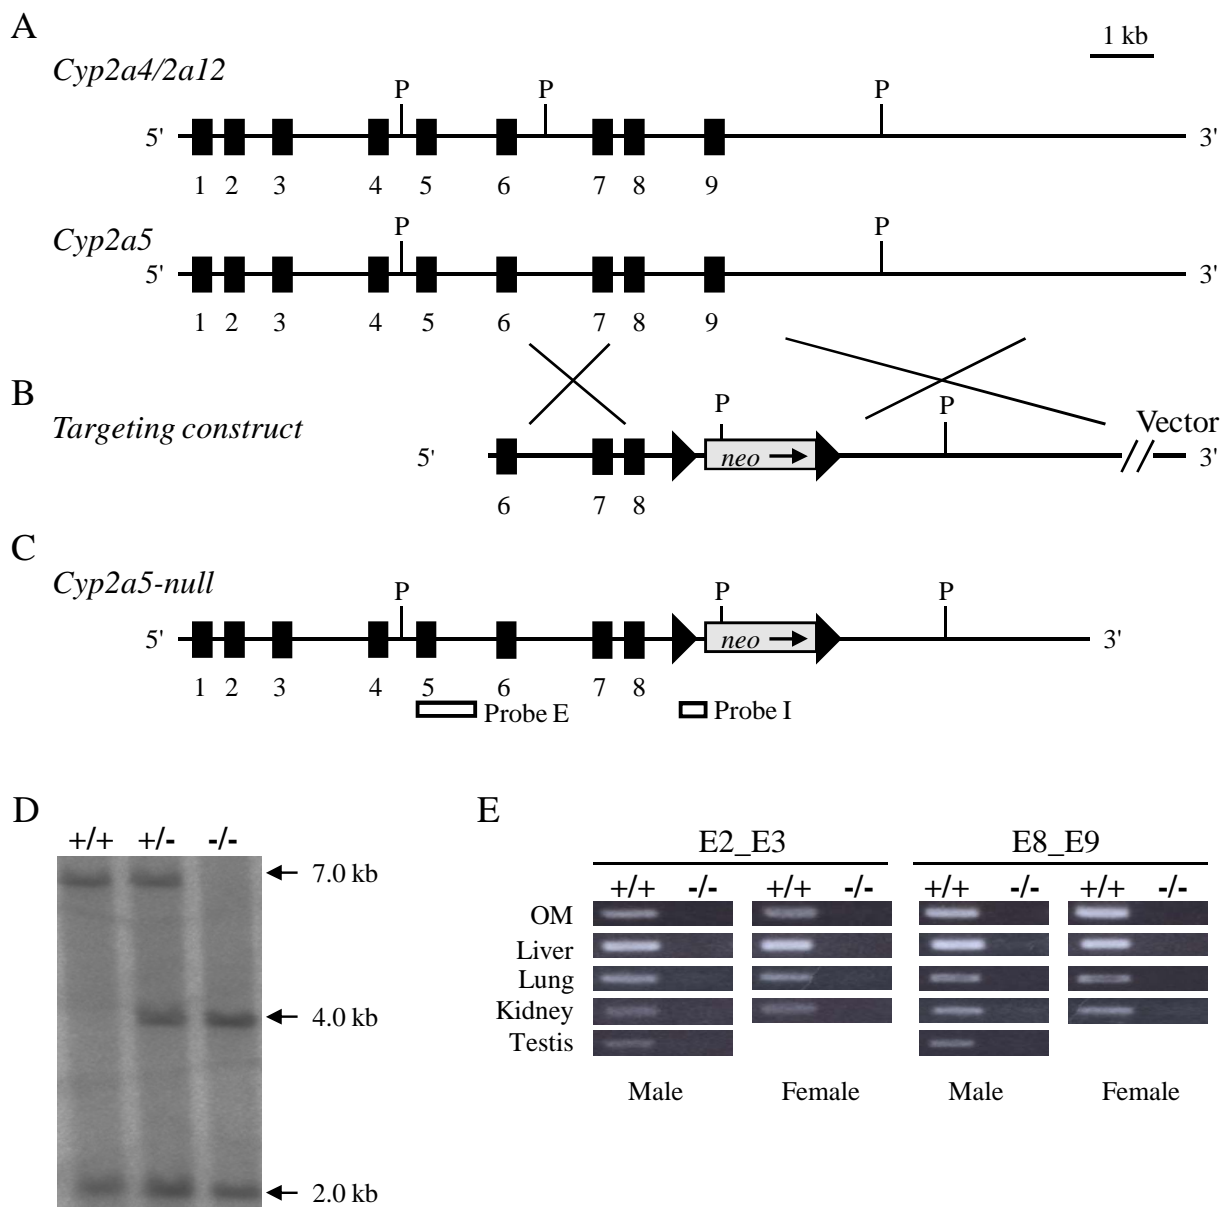 A
1 kb
Cyp2a4/2a12
P P P
5' 3'
1 2 3 4 5 6 7 8 9
Cyp2a5
P P
5' 3'
1 2 3 4 5 6 7 8 9
B
Targeting construct
P P Vector
5' neo 3'
6 7 8
C
Cyp2a5-null
P P P
5' neo 3'
1 2 3 4 5 6 7 8
Probe E Probe I
D
+/+ +/- -/-
7.0 kb
4.0 kb
2.0 kb
E
E2_E3 E8_E9
+/+ -/- +/+ -/- +/+ -/- +/+ -/-
OM
Liver
Lung
Kidney
Testis
Male Female Male Female